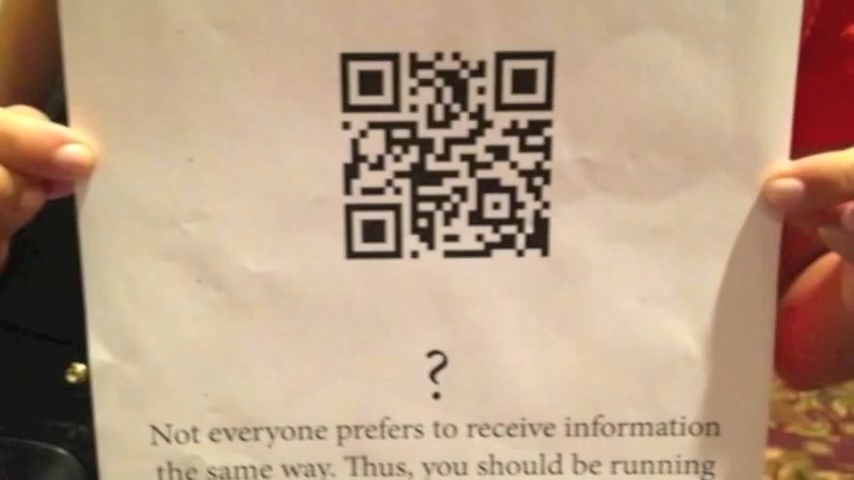 ?
Not everyone prefers to receive information
the same way. Thus, you should be running